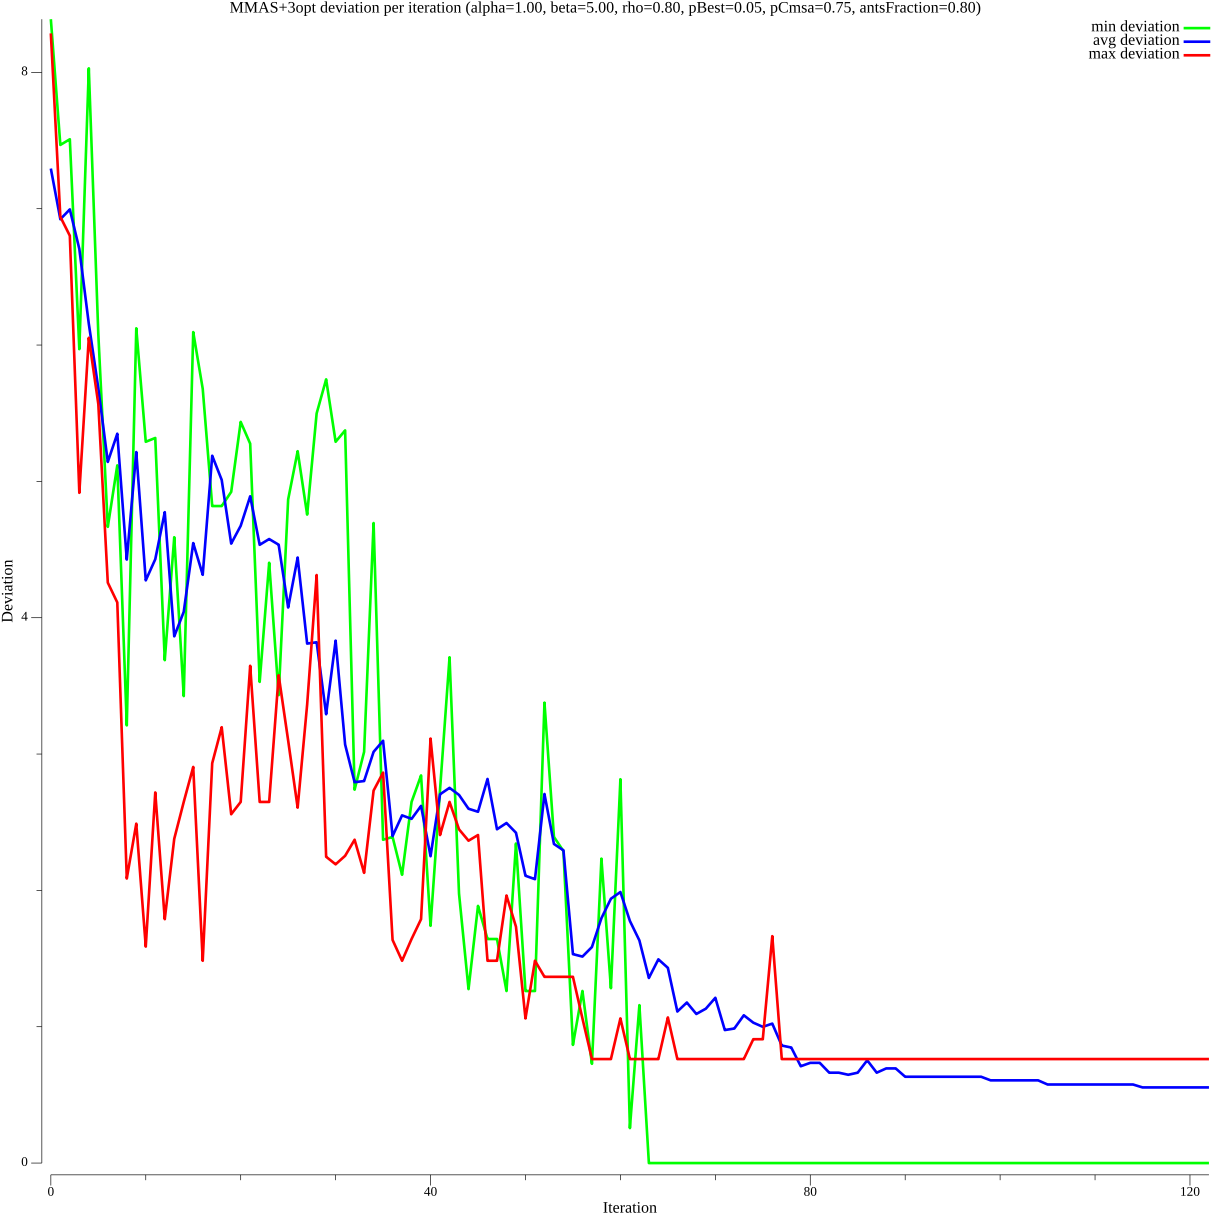 MMAS+3opt deviation per iteration (alpha=1.00, beta=5.00, rho=0.80, pBest=0.05, pCmsa=0.75, antsFraction=0.80)
min deviation
avg deviation
max deviation
8
4
0
Deviation
0
40
80
120
Iteration